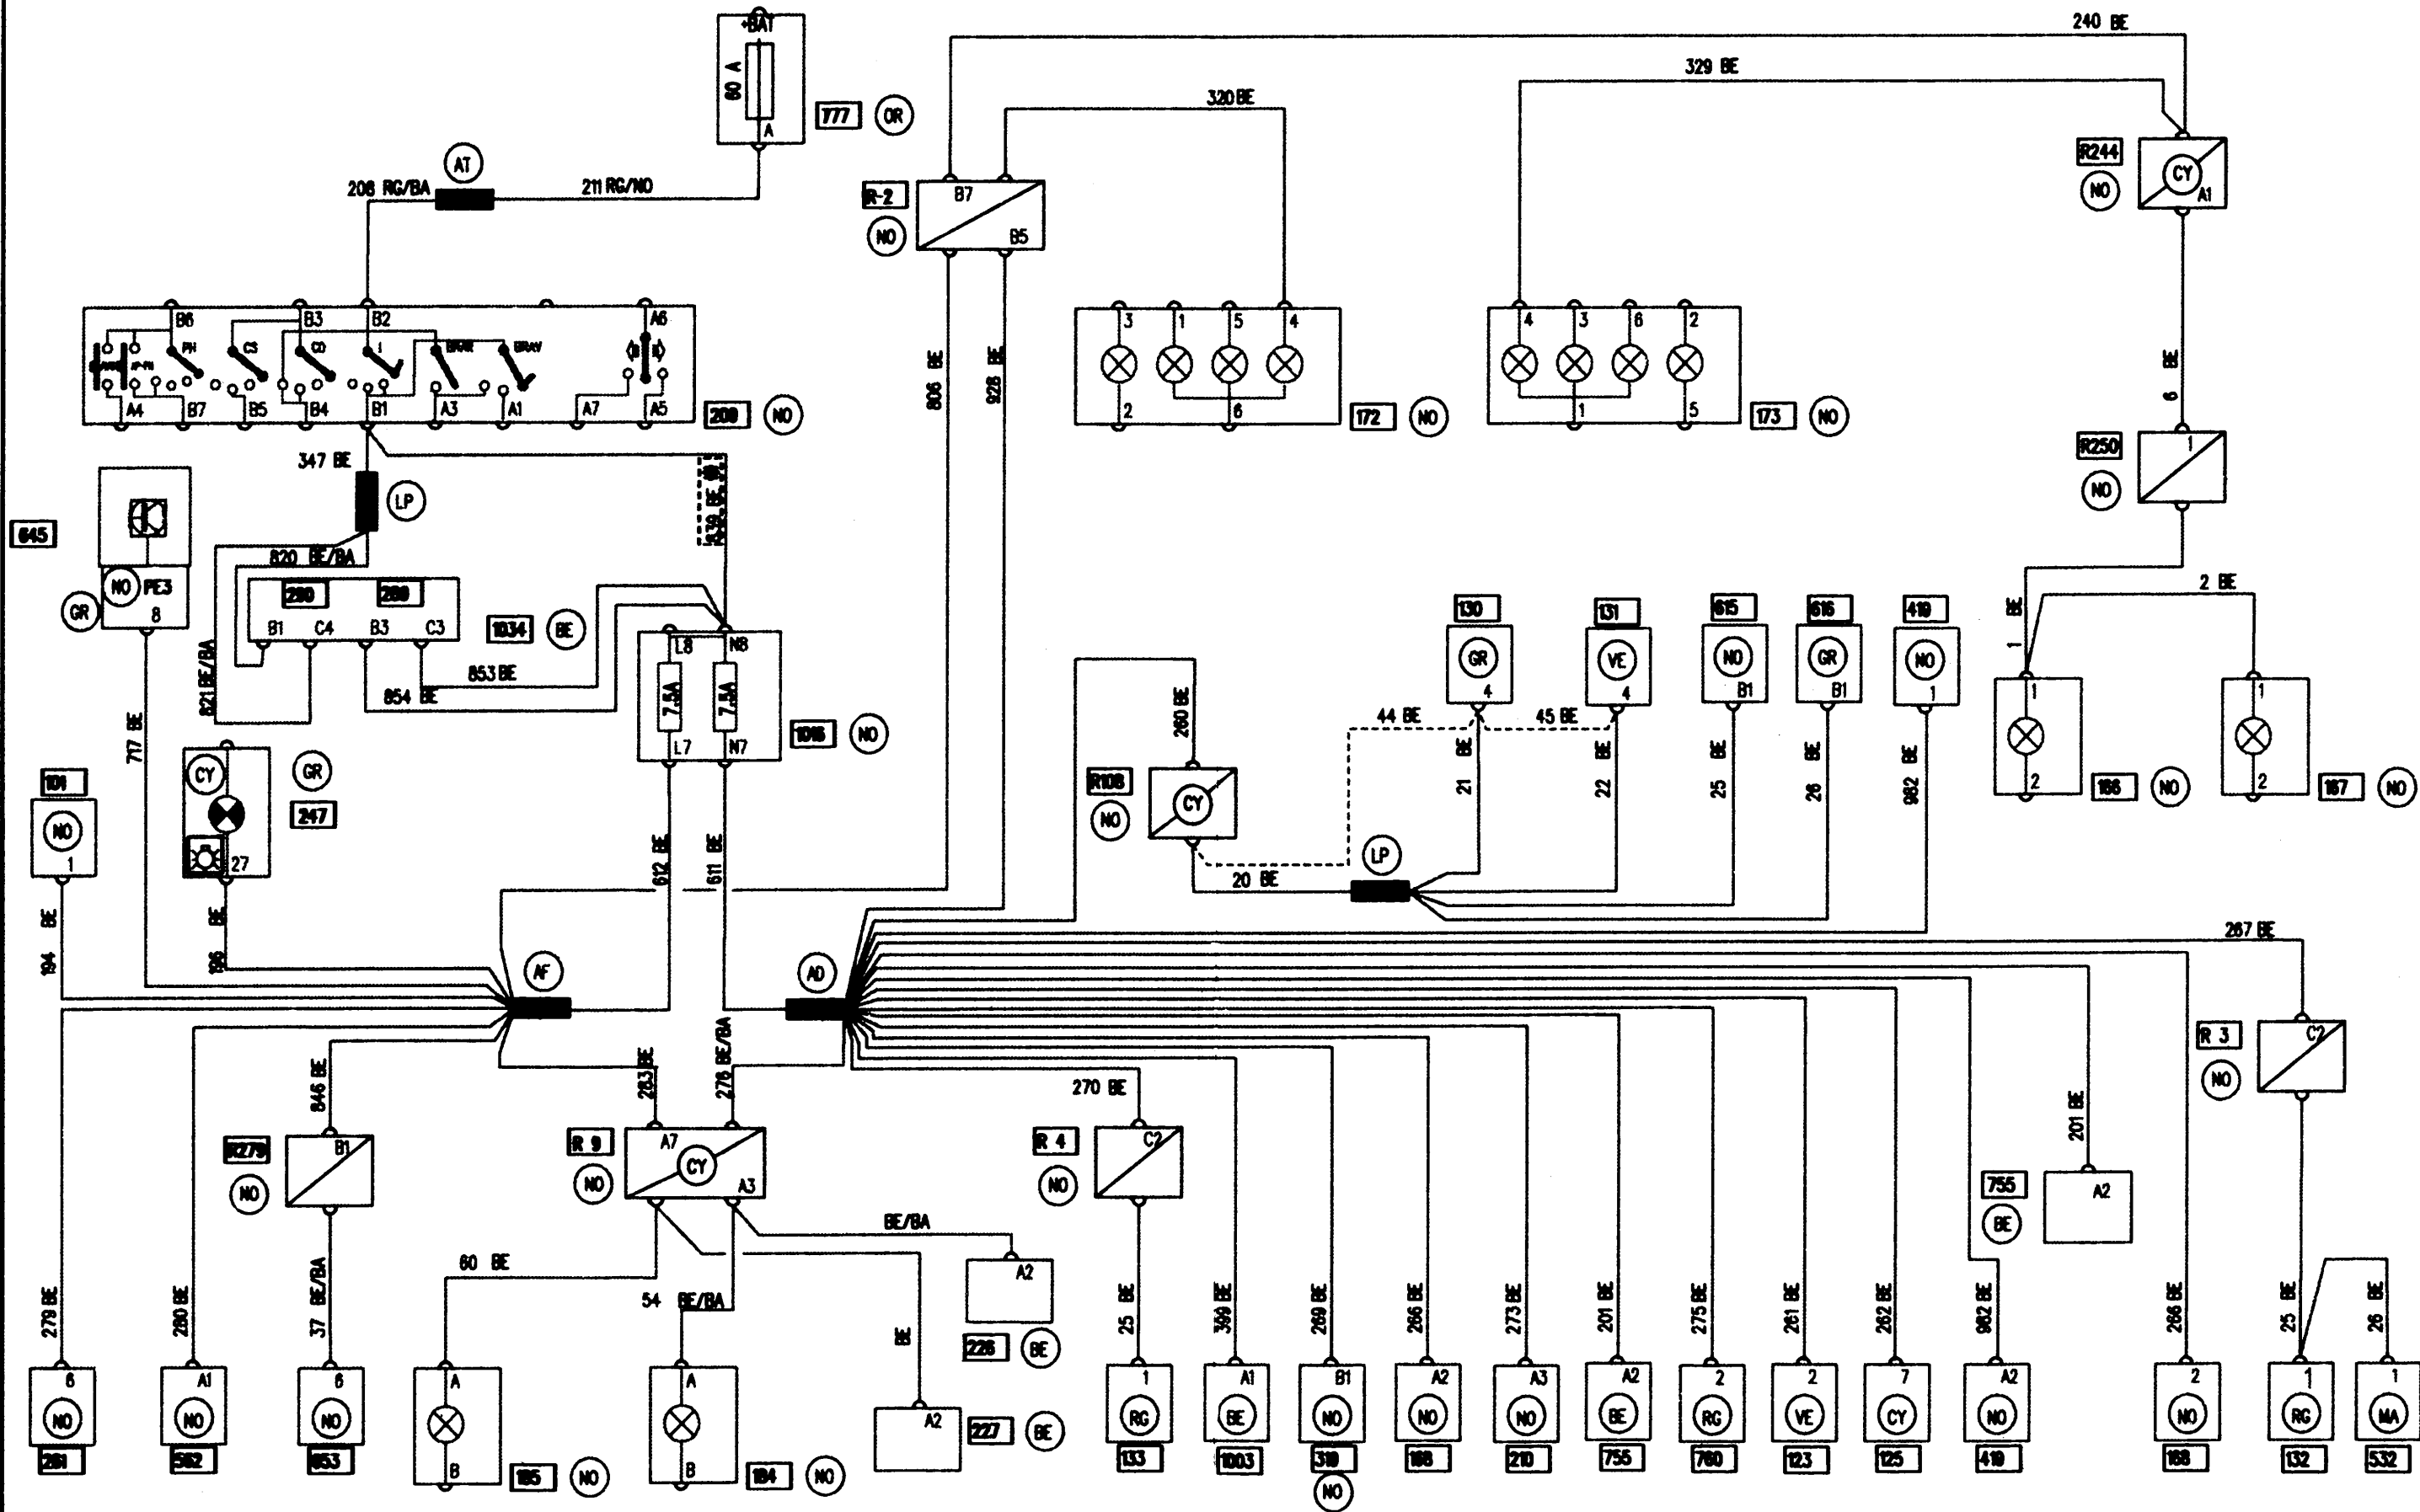 +BAT
60 A
A
777
OR
240 BE
329 BE
320 BE
AT
208 RG/BA
211 RG/NO
R-2
NO
B7
B5
R244
NO
CY
A1
B6
B3
B2
A6
PH
CS
CO
I
BRAR
BRAV
A4
B7
B5
B4
B1
A3
A1
A7
A5
209
NO
806 BE
928 BE
3
1
5
4
2
6
172
NO
4
3
6
2
1
5
173
NO
6 BE
R250
NO
1
347 BE
LP
645
NO
PE3
GR
8
820 BE/BA
821 BE/BA
839 BE
290
289
B1
C4
B3
C3
1034
BE
853 BE
854 BE
L8
N8
7.5A
7.5A
L7
N7
1016
NO
717 BE
101
NO
1
CY
GR
247
27
194 BE
196 BE
612 BE
611 BE
260 BE
R108
NO
CY
130
GR
4
131
VE
4
615
NO
B1
616
GR
B1
419
NO
1
44 BE
45 BE
21 BE
22 BE
25 BE
26 BE
982 BE
LP
20 BE
1 BE
2 BE
1
2
166
NO
1
2
167
NO
AF
AD
267 BE
R 3
NO
C2
846 BE
283 BE
276 BE/BA
270 BE
R279
NO
B1
R 9
NO
A7
CY
A3
R 4
NO
C2
201 BE
755
BE
A2
BE/BA
60 BE
54 BE/BA
BE
A2
226
BE
A2
227
BE
279 BE
280 BE
37 BE/BA
25 BE
399 BE
269 BE
266 BE
273 BE
201 BE
275 BE
261 BE
262 BE
982 BE
266 BE
25 BE
26 BE
6
NO
261
A1
NO
562
6
NO
653
A
B
185
NO
A
B
184
NO
1
RG
133
A1
BE
1003
B1
NO
319
NO
A2
NO
168
A3
NO
210
A2
BE
755
2
RG
760
2
VE
123
7
CY
125
A2
NO
419
2
NO
168
1
RG
132
1
MA
532